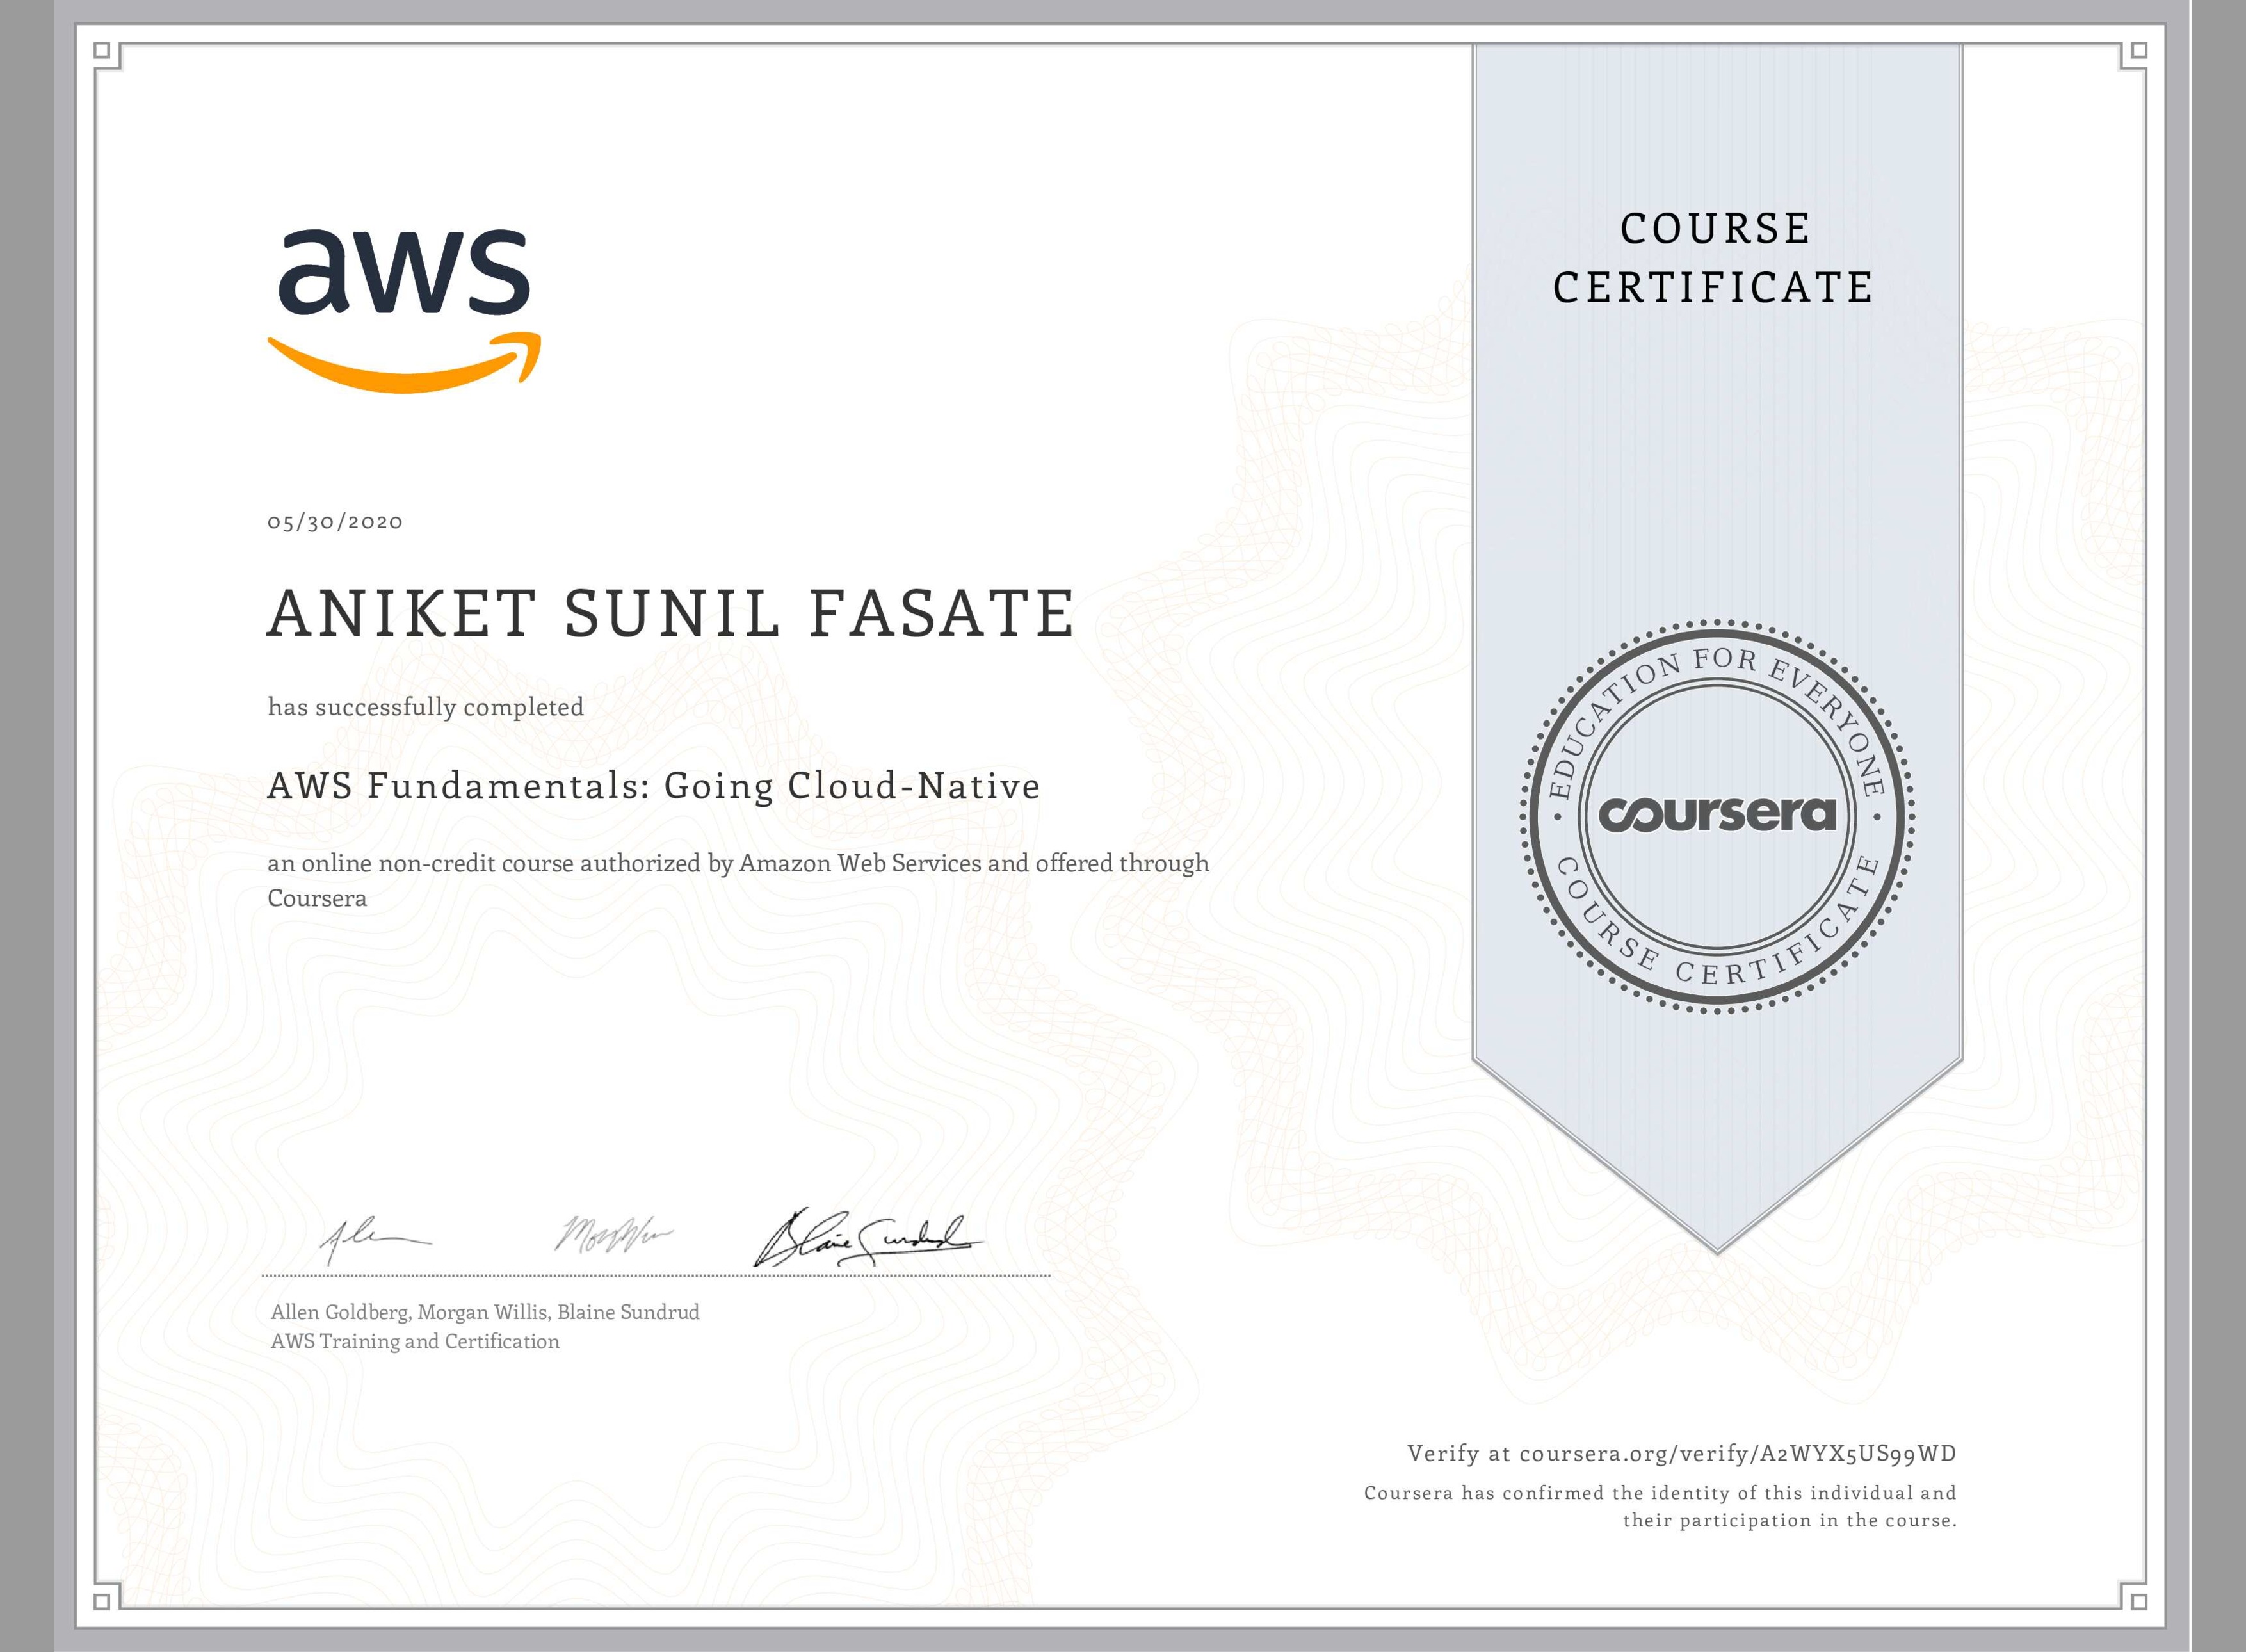 aws
COURSE
CERTIFICATE
05/30/2020
ANIKET SUNIL FASATE
has successfully completed
AWS Fundamentals: Going Cloud-Native
an online non-credit course authorized by Amazon Web Services and offered through
Coursera
EDUCATION FOR EVERYONE
coursera
COURSE CERTIFICATE
Blaine Sundrud
Allen Goldberg, Morgan Willis, Blaine Sundrud
AWS Training and Certification
Verify at coursera.org/verify/A2WYX5US99WD
Coursera has confirmed the identity of this individual and
their participation in the course.